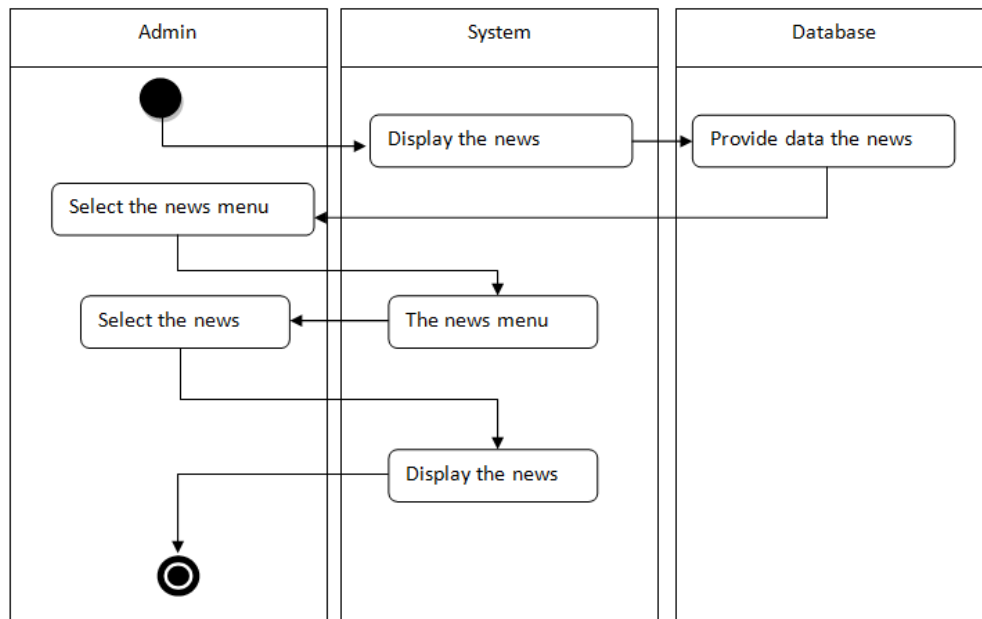 Admin
System
Database
Display the news
Provide data the news
Select the news menu
Select the news
The news menu
Display the news